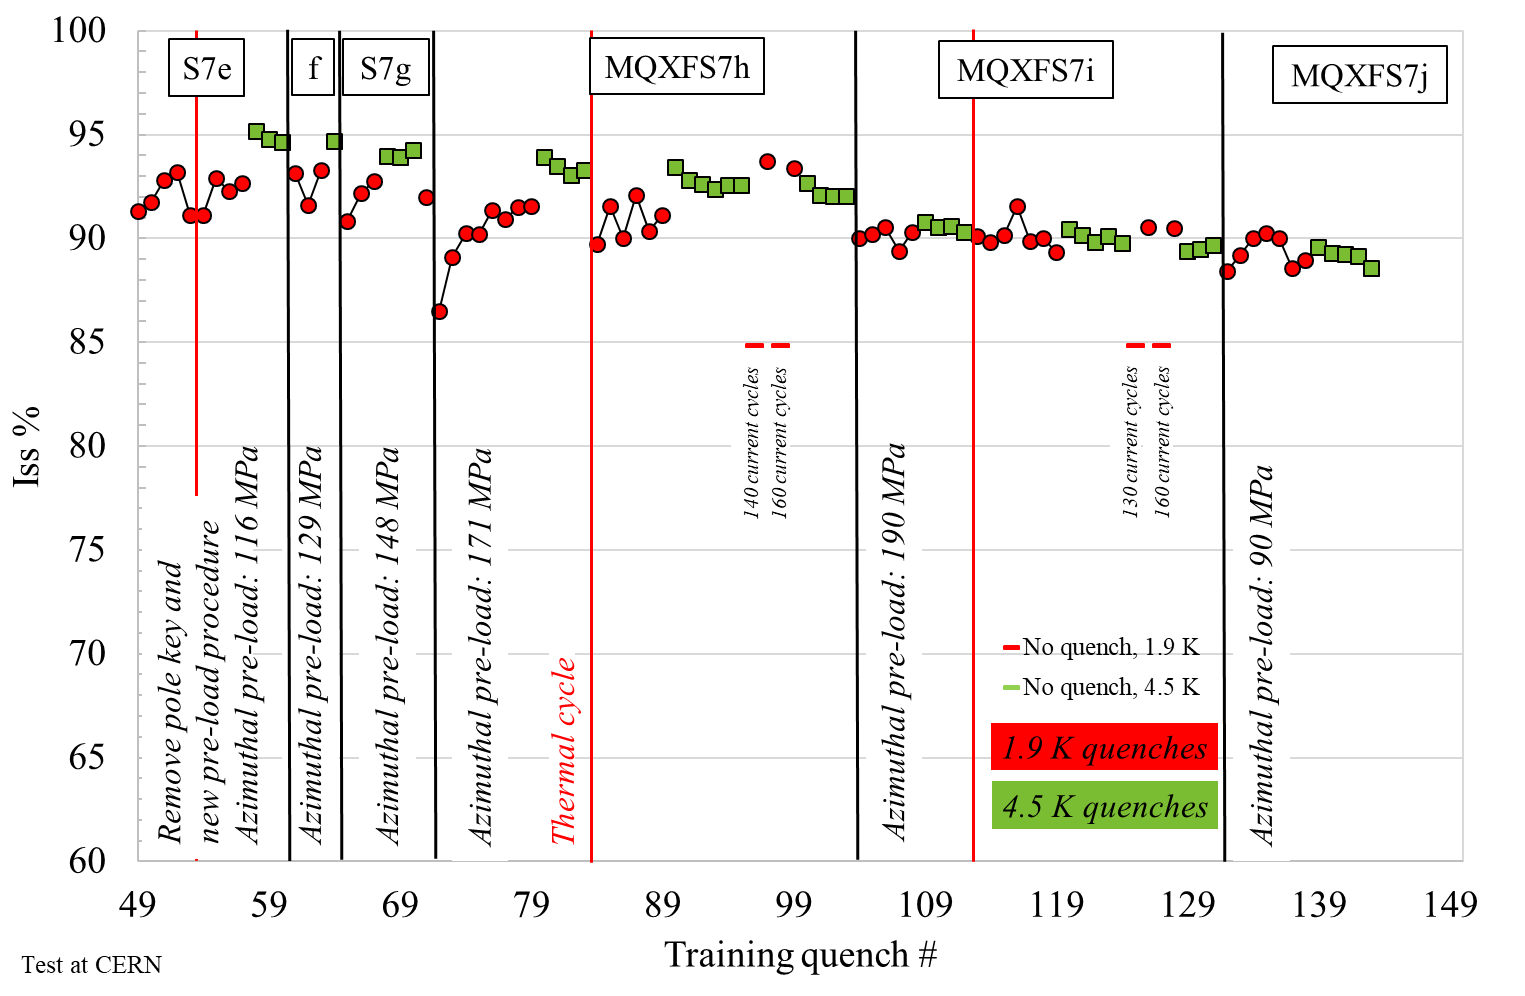 100
95
90
85
80
75
70
65
60
Iss %
S7e
f
S7g
MQXFS7h
MQXFS7i
MQXFS7j
Remove pole key and
new pre-load procedure
Azimuthal pre-load: 116 MPa
Azimuthal pre-load: 129 MPa
Azimuthal pre-load: 148 MPa
Azimuthal pre-load: 171 MPa
Thermal cycle
140 current cycles
160 current cycles
Azimuthal pre-load: 190 MPa
130 current cycles
160 current cycles
Azimuthal pre-load: 90 MPa
No quench, 1.9 K
No quench, 4.5 K
1.9 K quenches
4.5 K quenches
49 59 69 79 89 99 109 119 129 139 149
Training quench #
Test at CERN